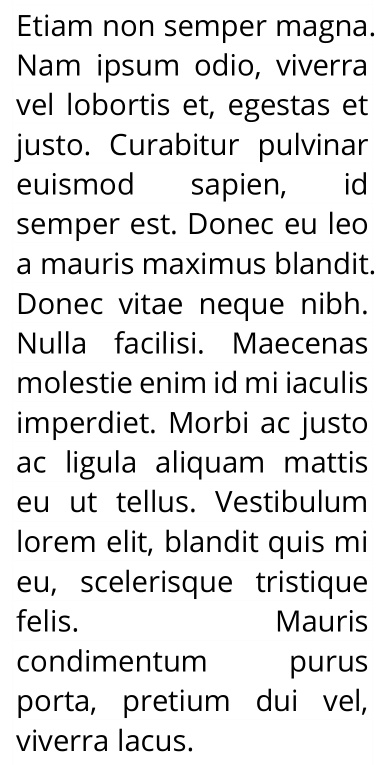 Etiam non semper magna.
Nam ipsum odio, viverra
vel lobortis et, egestas et
justo. Curabitur pulvinar
euismod sapien, id
semper est. Donec eu leo
a mauris maximus blandit.
Donec vitae neque nibh.
Nulla facilisi. Maecenas
molestie enim id mi iaculis
imperdiet. Morbi ac justo
ac ligula aliquam mattis
eu ut tellus. Vestibulum
lorem elit, blandit quis mi
eu, scelerisque tristique
felis. Mauris
condimentum purus
porta, pretium dui vel,
viverra lacus.